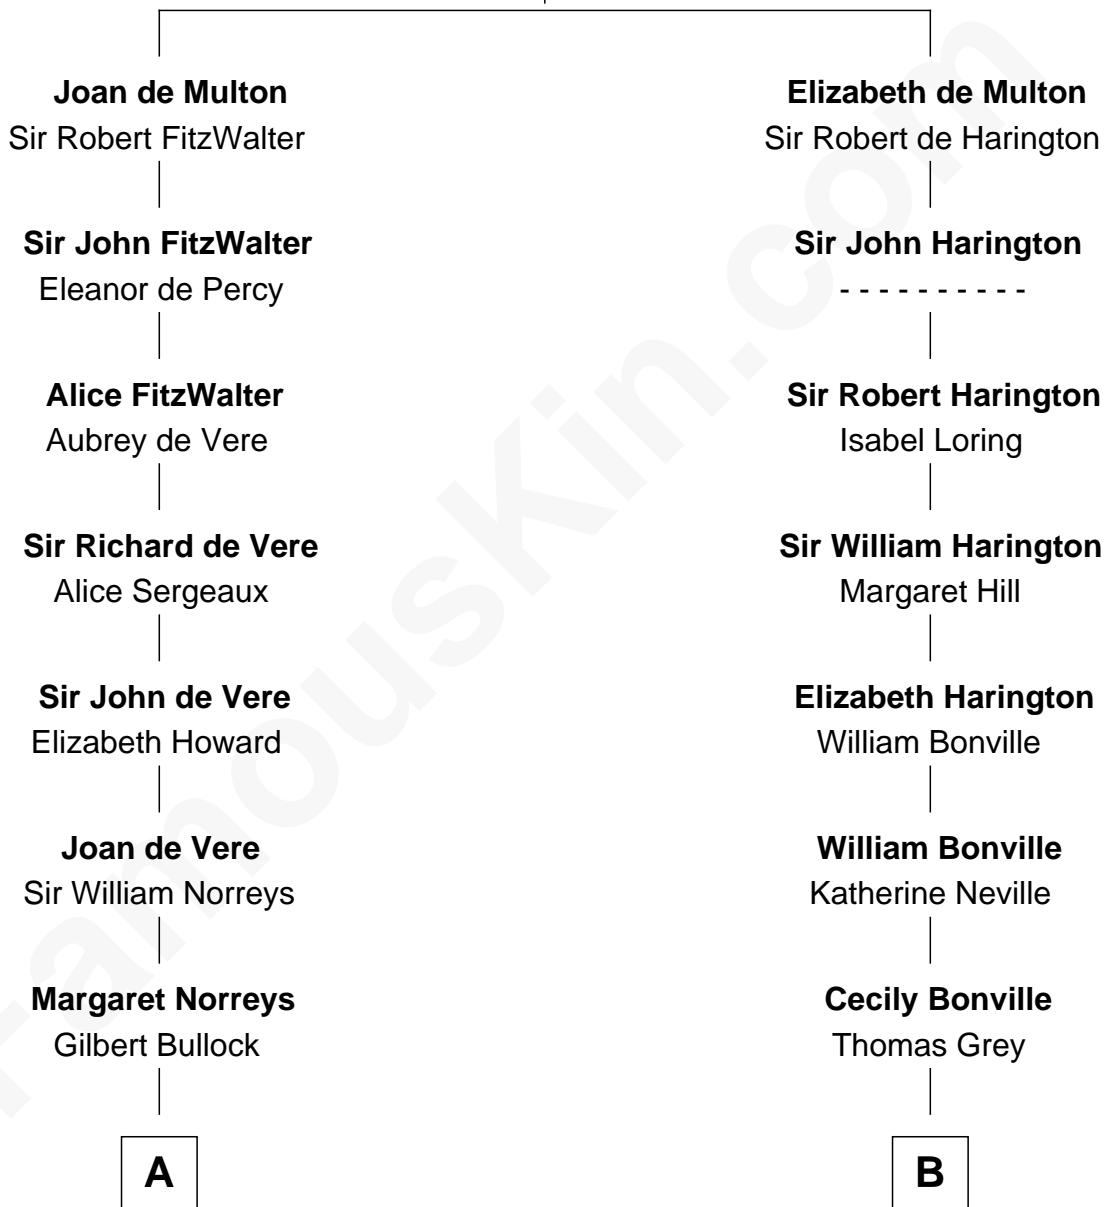 Joan de Multon
Sir Robert FitzWalter
Elizabeth de Multon
Sir Robert de Harington
Sir John FitzWalter
Eleanor de Percy
Sir John Harington
- - - - - - - - - -
Alice FitzWalter
Aubrey de Vere
Sir Robert Harington
Isabel Loring
Sir Richard de Vere
Alice Sergeaux
Sir William Harington
Margaret Hill
Sir John de Vere
Elizabeth Howard
Elizabeth Harington
William Bonville
Joan de Vere
Sir William Norreys
William Bonville
Katherine Neville
Margaret Norreys
Gilbert Bullock
Cecily Bonville
Thomas Grey
A
B
FamousKin.com